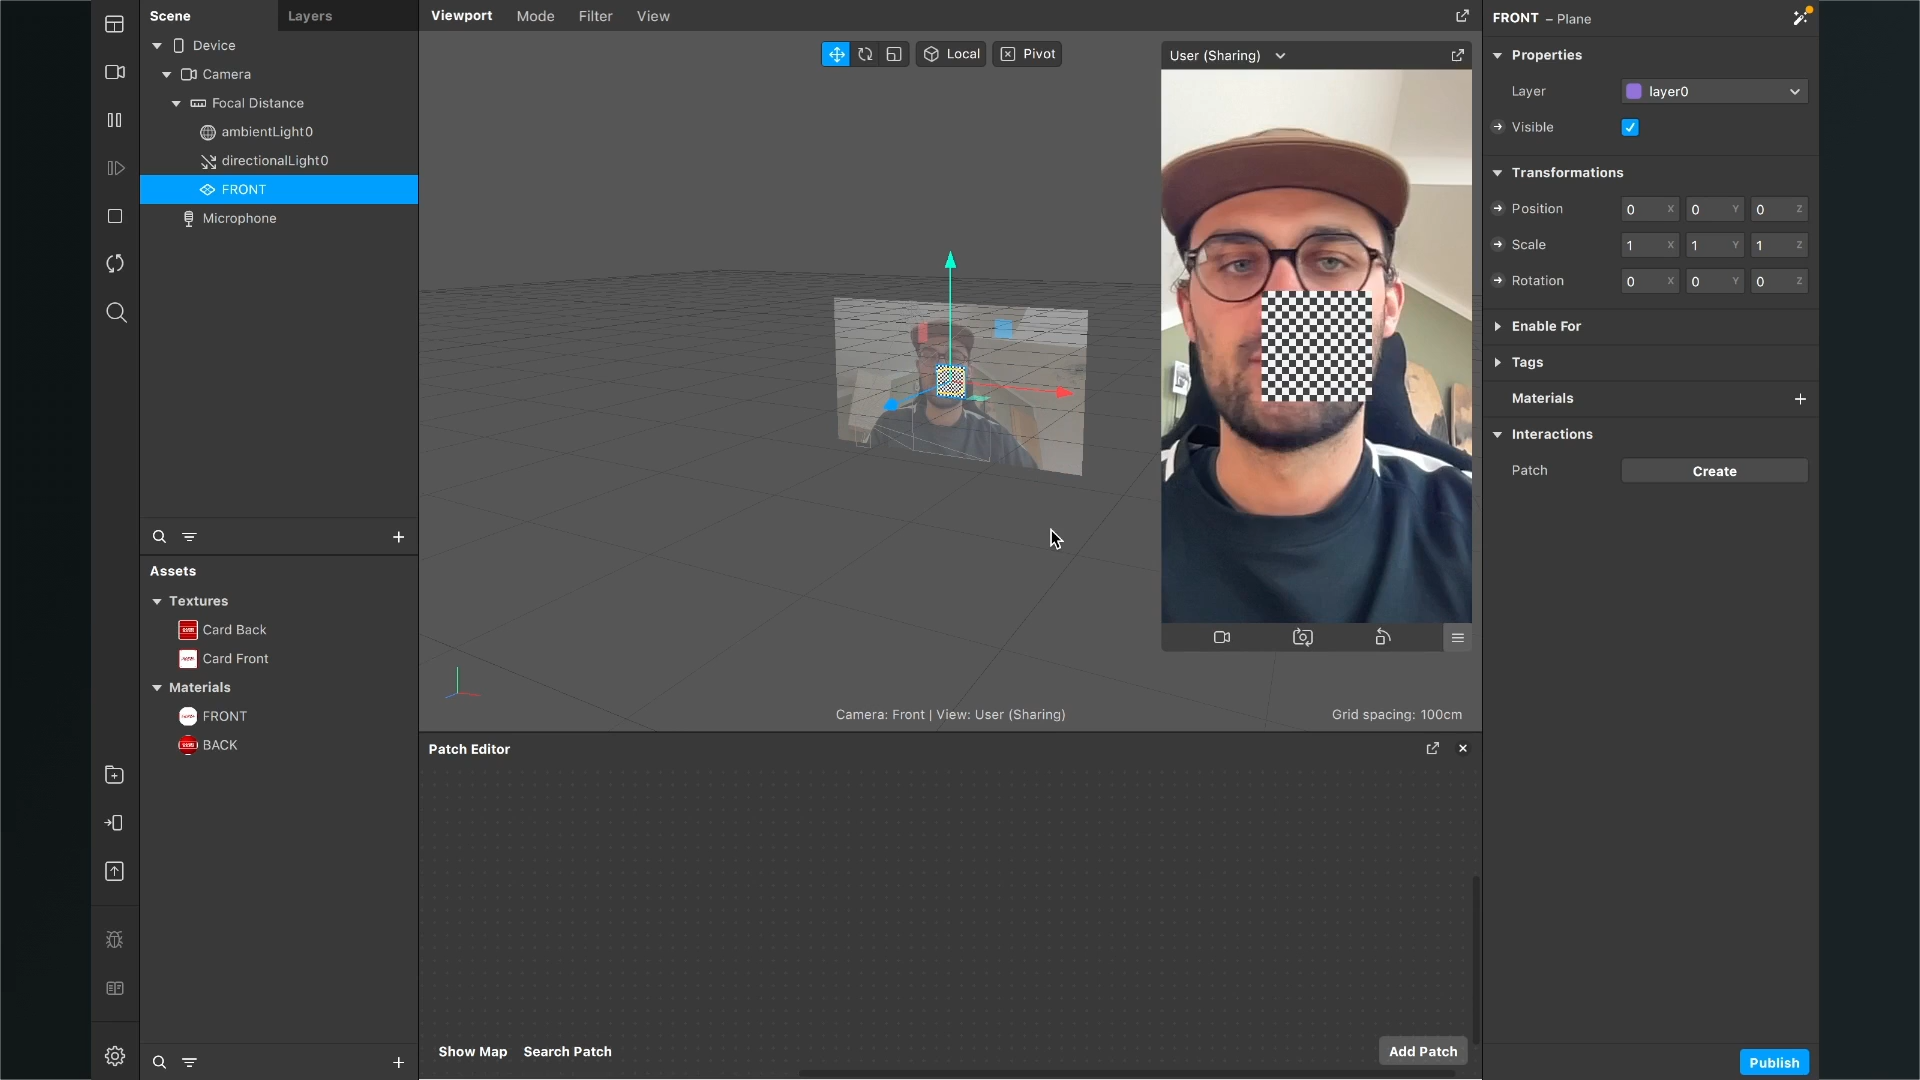 Scene
Layers
Device
Camera
Focal Distance
ambientLight0
directionalLight0
FRONT
Microphone
Assets
Textures
Card Back
Card Front
Materials
FRONT
BACK
Viewport
Mode
Filter
View
Local
Pivot
User (Sharing)
Camera: Front | View: User (Sharing)
Grid spacing: 100cm
Patch Editor
Show Map
Search Patch
Add Patch
FRONT – Plane
Properties
Layer
layer0
Visible
Transformations
Position
0 X
0 Y
0 Z
Scale
1 X
1 Y
1 Z
Rotation
0 X
0 Y
0 Z
Enable For
Tags
Materials
Interactions
Patch
Create
Publish